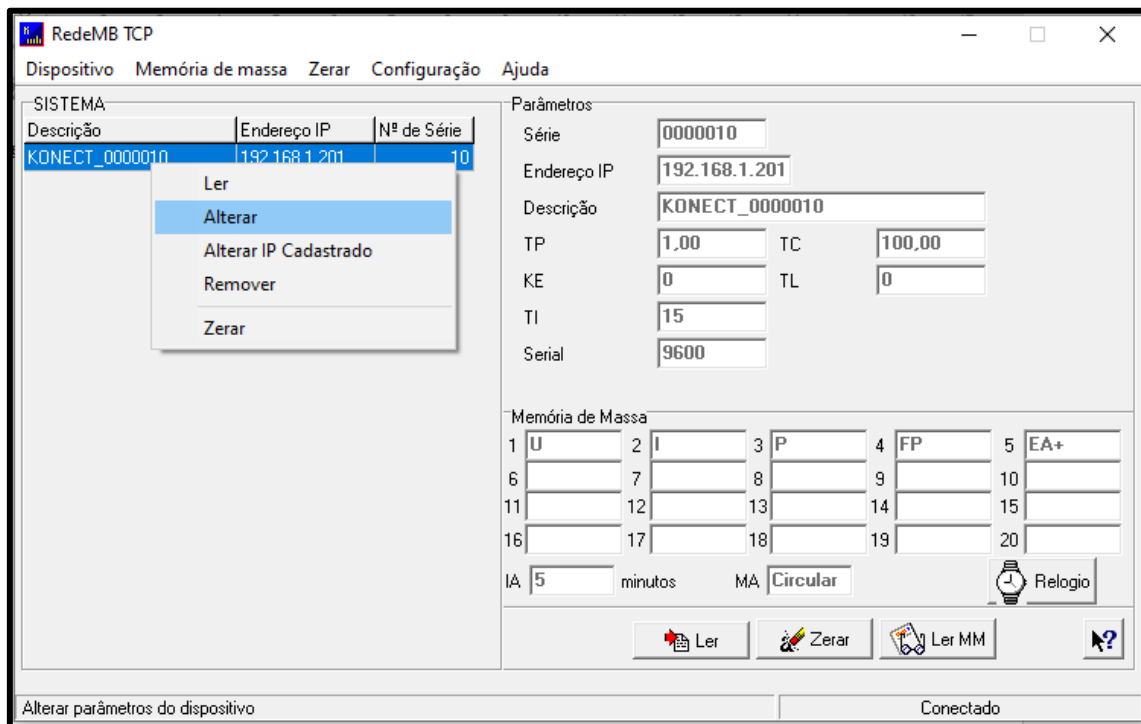 RedeMB TCP
Dispositivo Memória de massa Zerar Configuração Ajuda
SISTEMA
Descrição Endereço IP Nº de Série
KONECT_0000010 192.168.1.201 10
Ler
Alterar
Alterar IP Cadastrado
Remover
Zerar
Parâmetros
Série 0000010
Endereço IP 192.168.1.201
Descrição KONECT_0000010
TP 1,00 TC 100,00
KE 0 TL 0
TI 15
Serial 9600
Memória de Massa
1 U 2 I 3 P 4 FP 5 EA+
6 7 8 9 10
11 12 13 14 15
16 17 18 19 20
IA 5 minutos MA Circular Relogio
Ler Zerar Ler MM
Alterar parâmetros do dispositivo Conectado